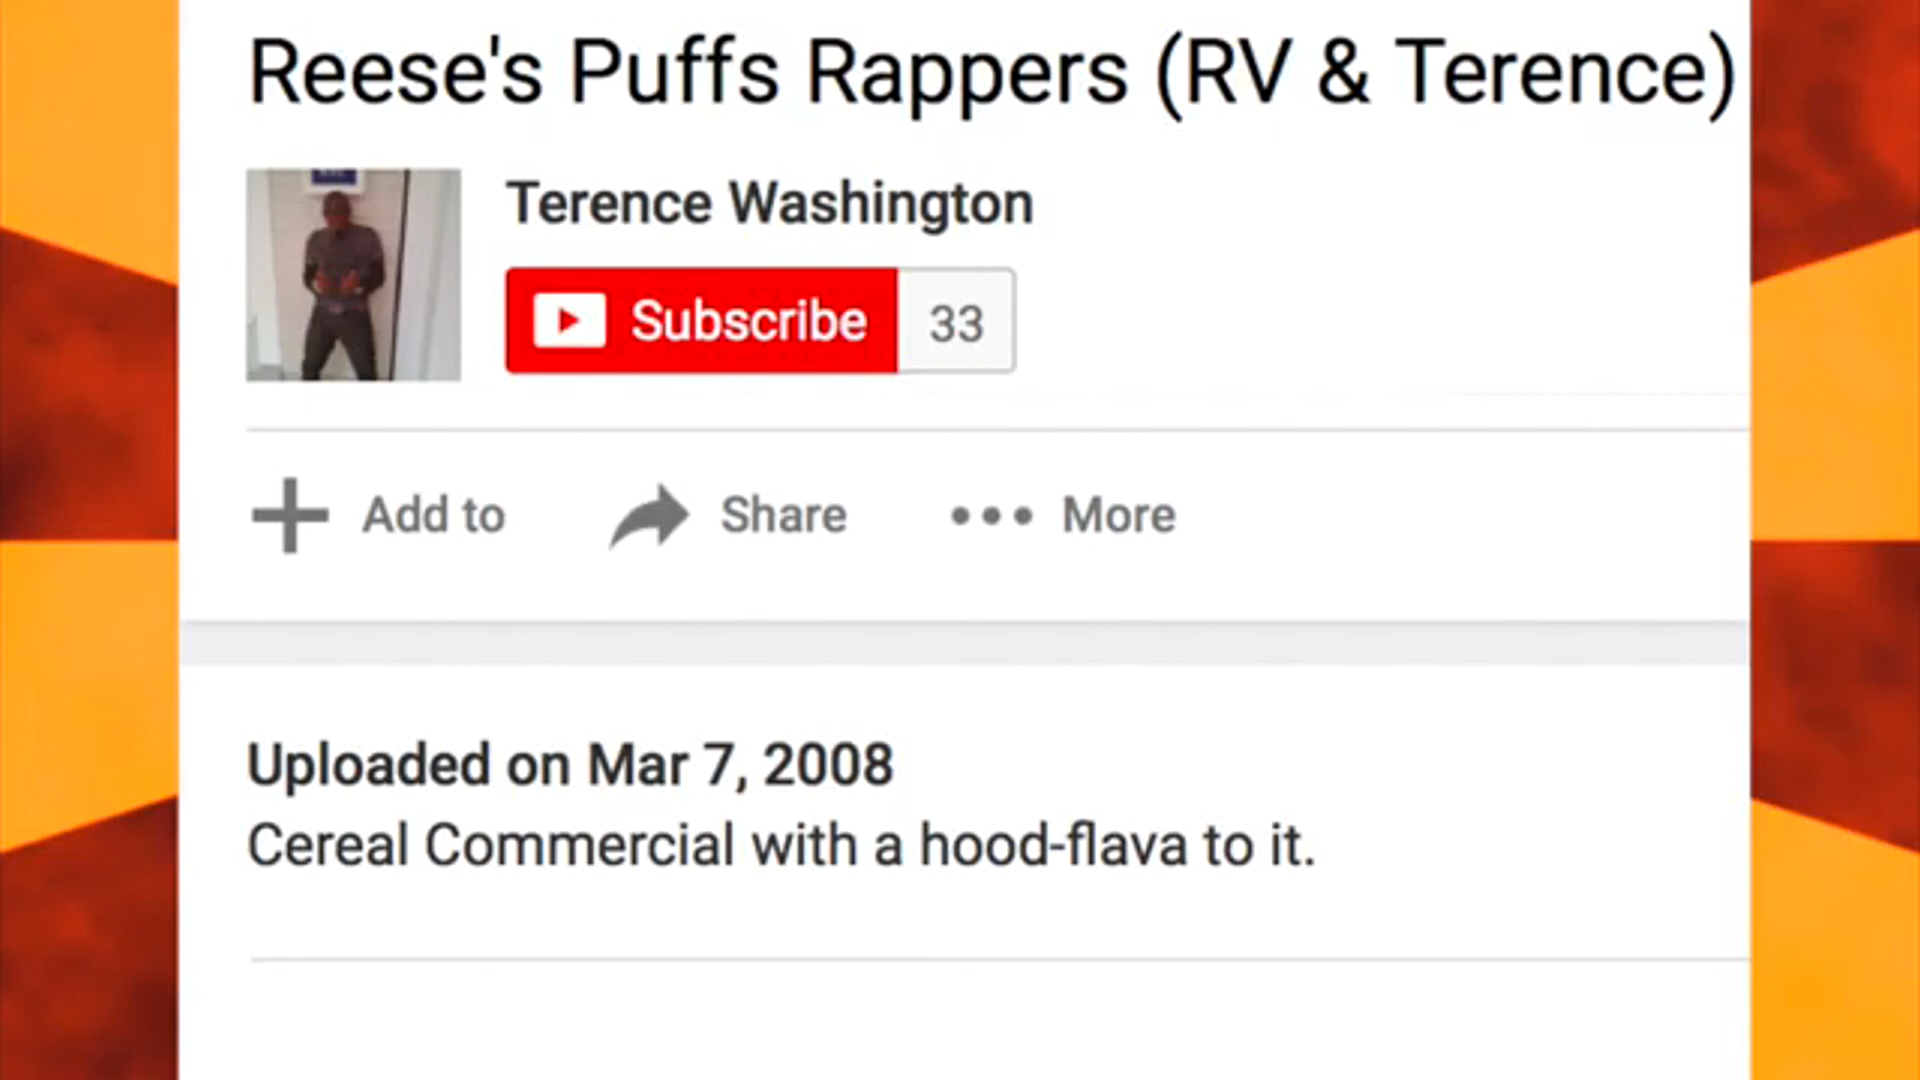 Reese's Puffs Rappers (RV & Terence)
Terence Washington
Subscribe 33
Add to Share More
Uploaded on Mar 7, 2008
Cereal Commercial with a hood-flava to it.